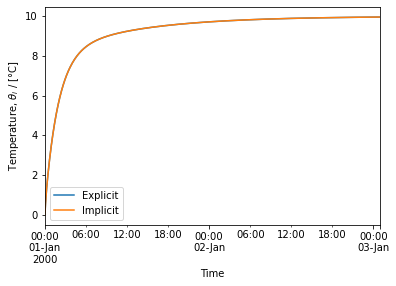 10
8
6
4
2
0
Temperature, θᵢ / [°C]
Explicit
Implicit
00:00 06:00 12:00 18:00 00:00 06:00 12:00 18:00 00:00
01-Jan 02-Jan 03-Jan
2000
Time